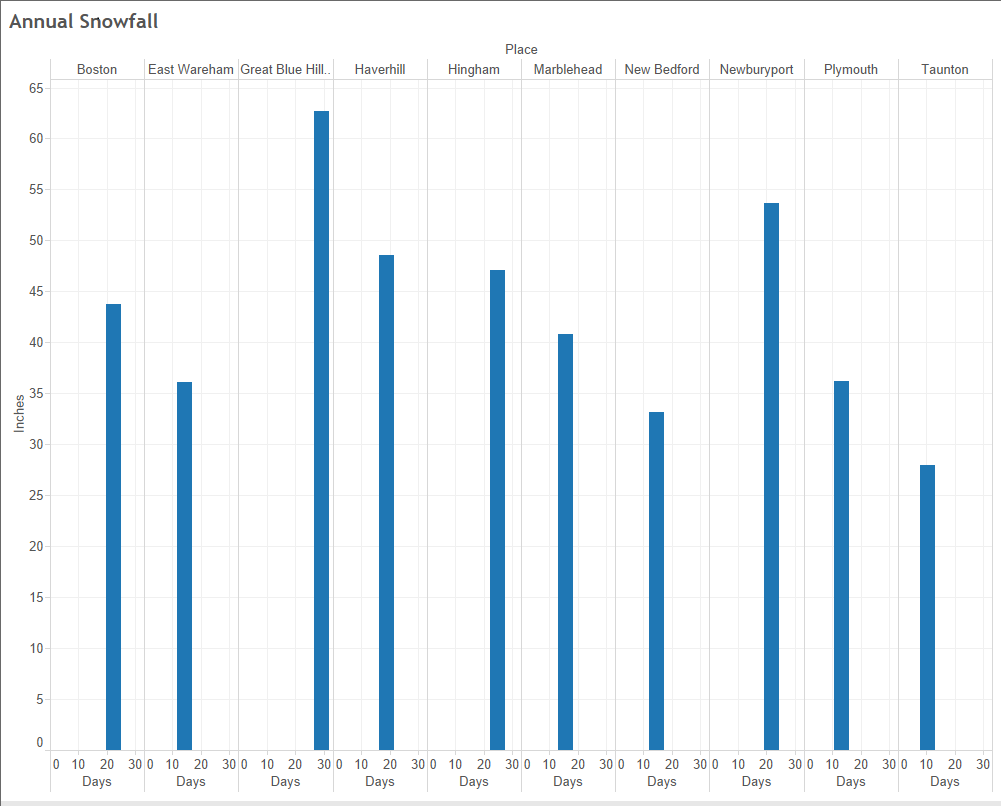 Annual Snowfall
Place
Boston East Wareham Great Blue Hill.. Haverhill Hingham Marblehead New Bedford Newburyport Plymouth Taunton
65
60
55
50
45
40
35
Inches
30
25
20
15
10
5
0
0 10 20 30 0 10 20 30 0 10 20 30 0 10 20 30 0 10 20 30 0 10 20 30 0 10 20 30 0 10 20 30 0 10 20 30 0 10 20 30
Days Days Days Days Days Days Days Days Days Days